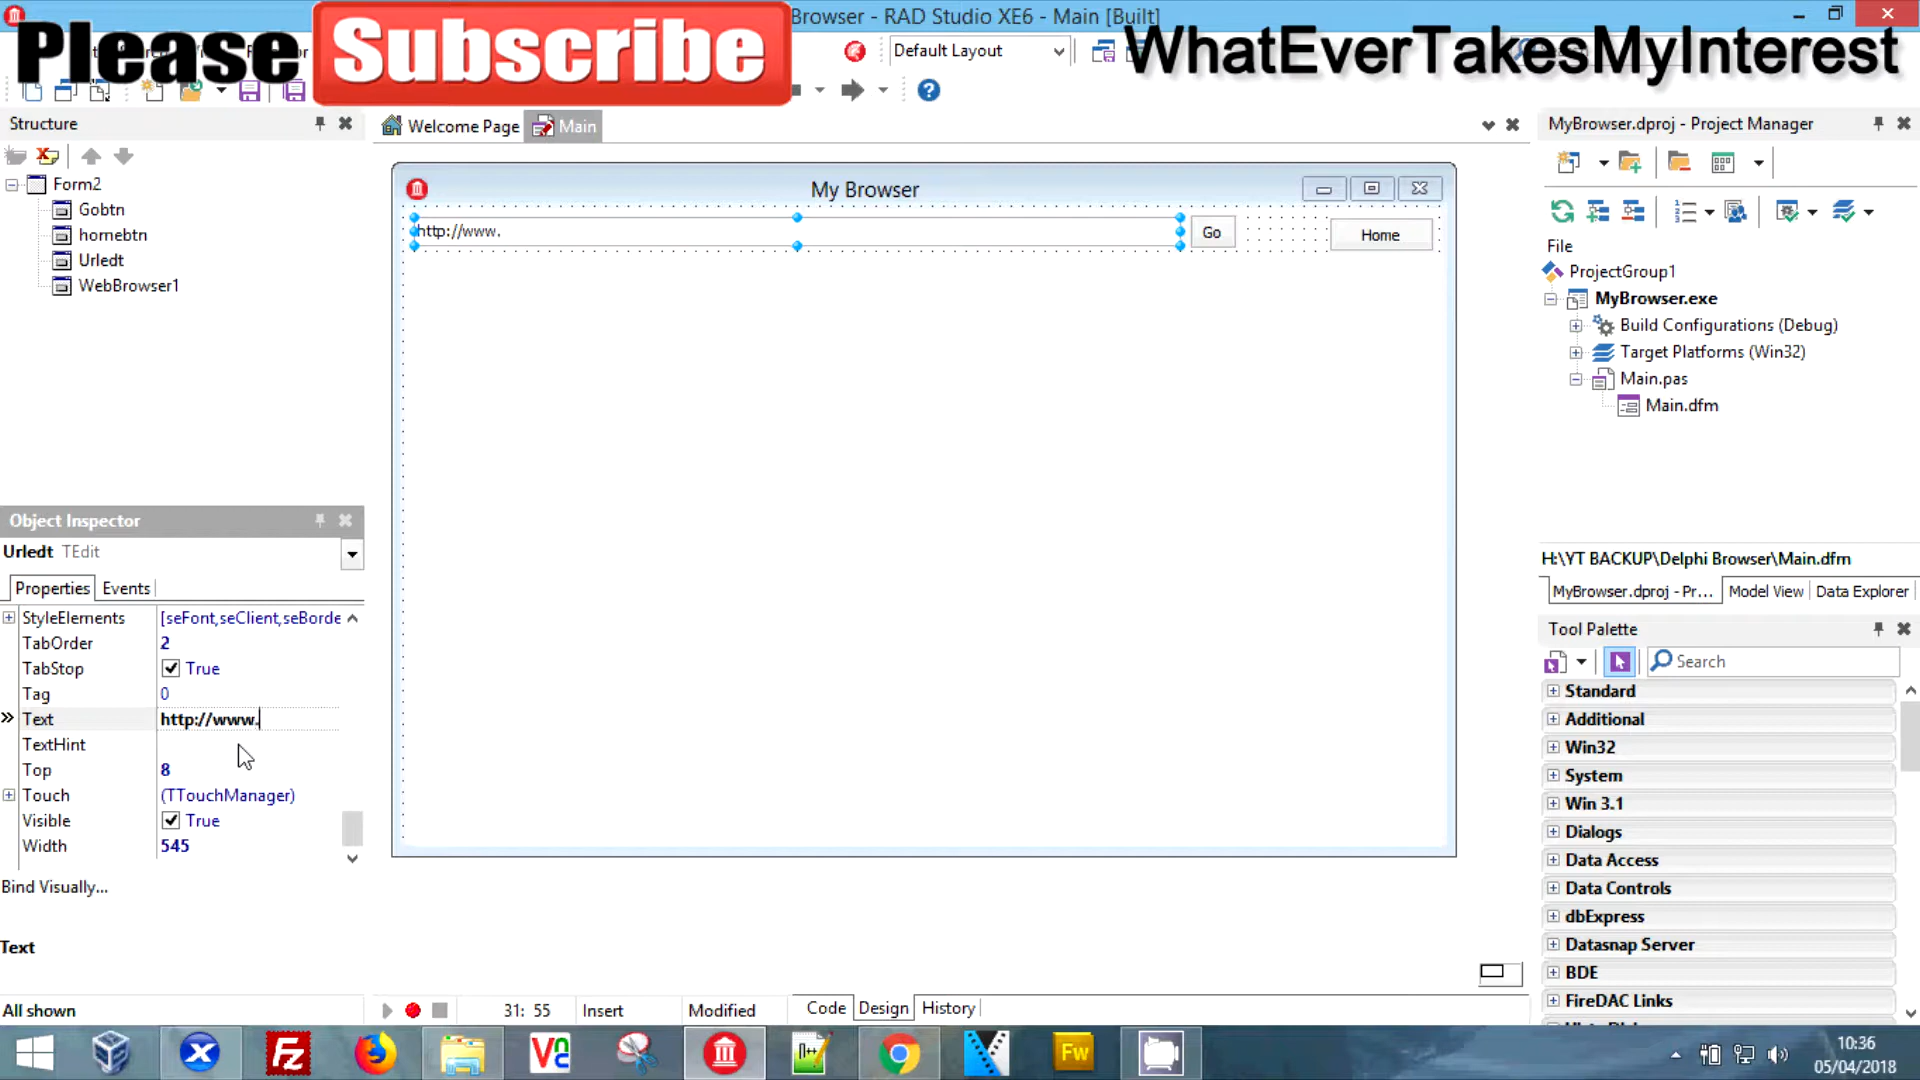 Please Subscribe
WhatEverTakesMyInterest
Browser - RAD Studio XE6 - Main [Built]
Default Layout
Structure
Welcome Page
Main
MyBrowser.dproj - Project Manager
Form2
Gobtn
homebtn
Urledt
WebBrowser1
My Browser
http://www.
Go
Home
File
ProjectGroup1
MyBrowser.exe
Build Configurations (Debug)
Target Platforms (Win32)
Main.pas
Main.dfm
Object Inspector
Urledt TEdit
Properties Events
StyleElements [seFont,seClient,seBorde
TabOrder 2
TabStop True
Tag 0
Text http://www.
TextHint
Top 8
Touch (TTouchManager)
Visible True
Width 545
Bind Visually...
Text
All shown
H:\YT BACKUP\Delphi Browser\Main.dfm
MyBrowser.dproj - Pr... Model View Data Explorer
Tool Palette
Search
Standard
Additional
Win32
System
Win 3.1
Dialogs
Data Access
Data Controls
dbExpress
Datasnap Server
BDE
FireDAC Links
31: 55 Insert Modified Code Design History
Fz
Fw
10:36
05/04/2018